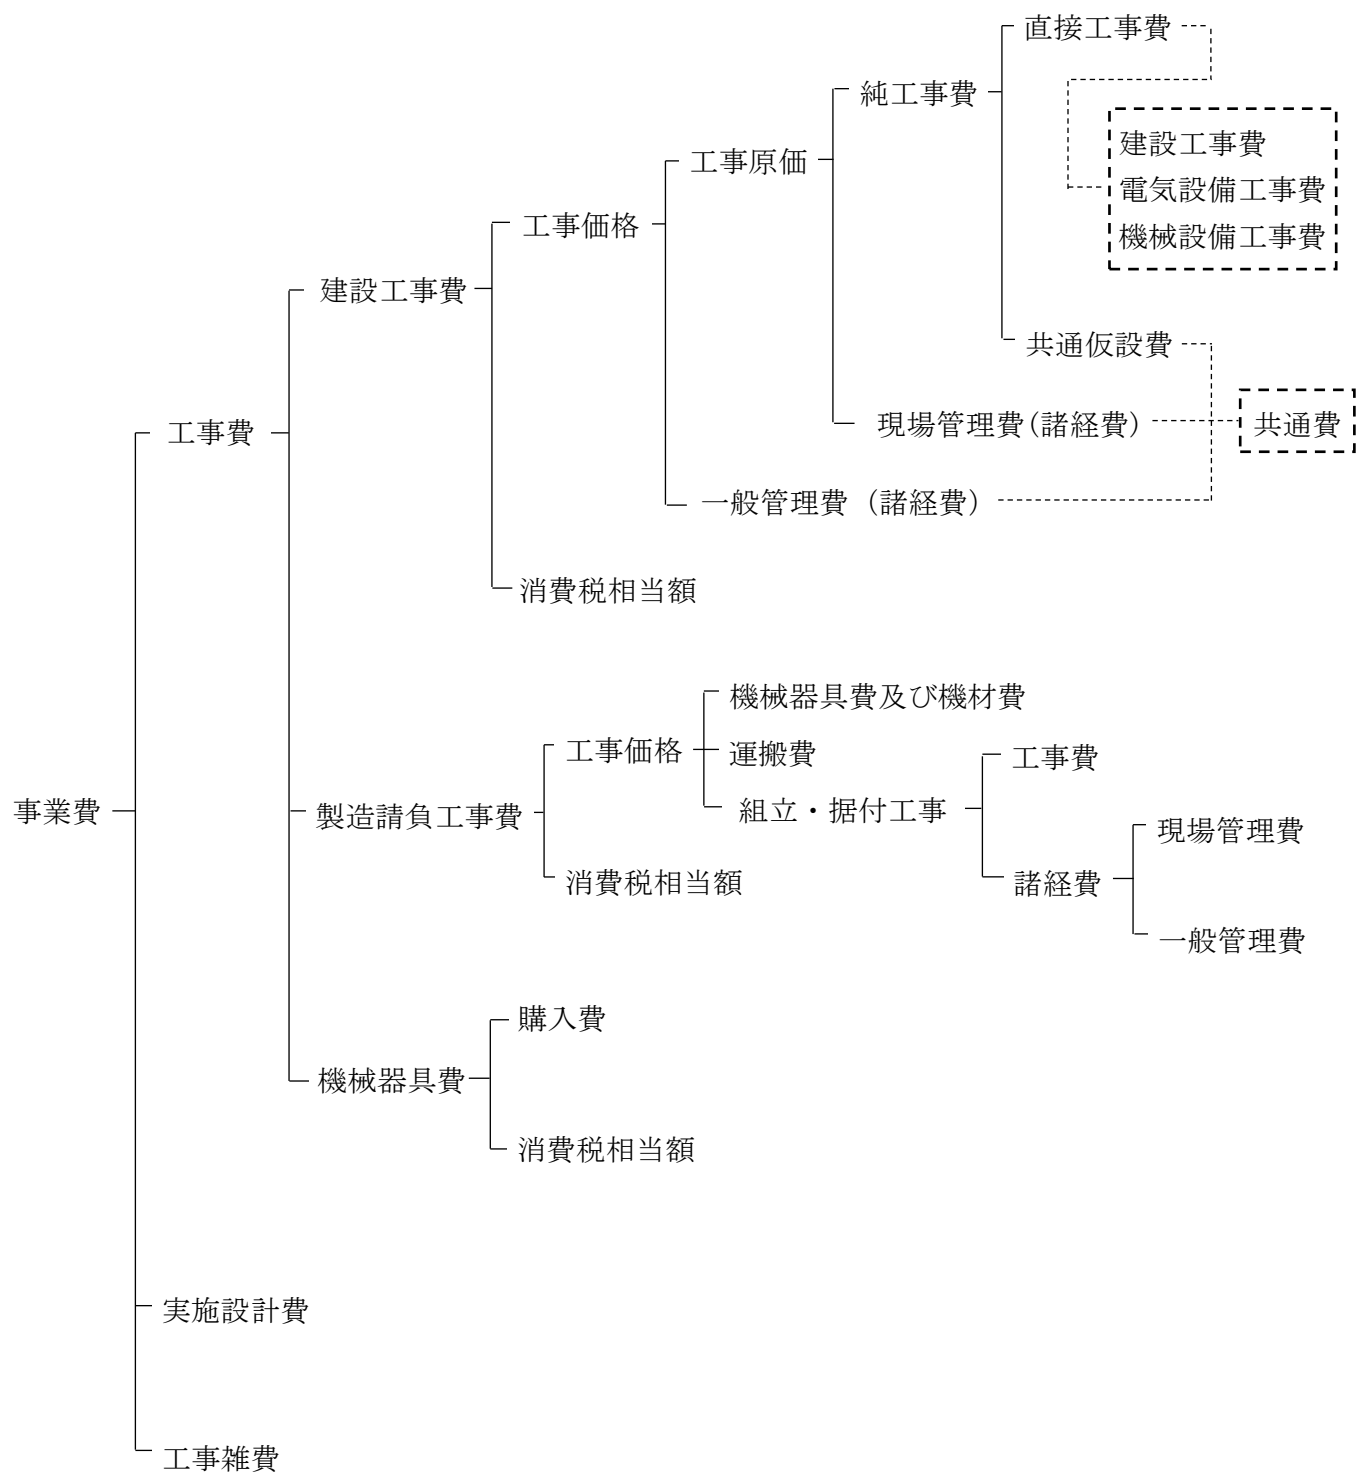 直接工事費
純工事費
建設工事費
工事原価
電気設備工事費
工事価格
機械設備工事費
建設工事費
共通仮設費
工事費
現場管理費(諸経費)
共通費
一般管理費（諸経費）
消費税相当額
機械器具費及び機材費
工事価格
運搬費
工事費
事業費
製造請負工事費
組立・据付工事
現場管理費
消費税相当額
諸経費
一般管理費
購入費
機械器具費
消費税相当額
実施設計費
工事雑費